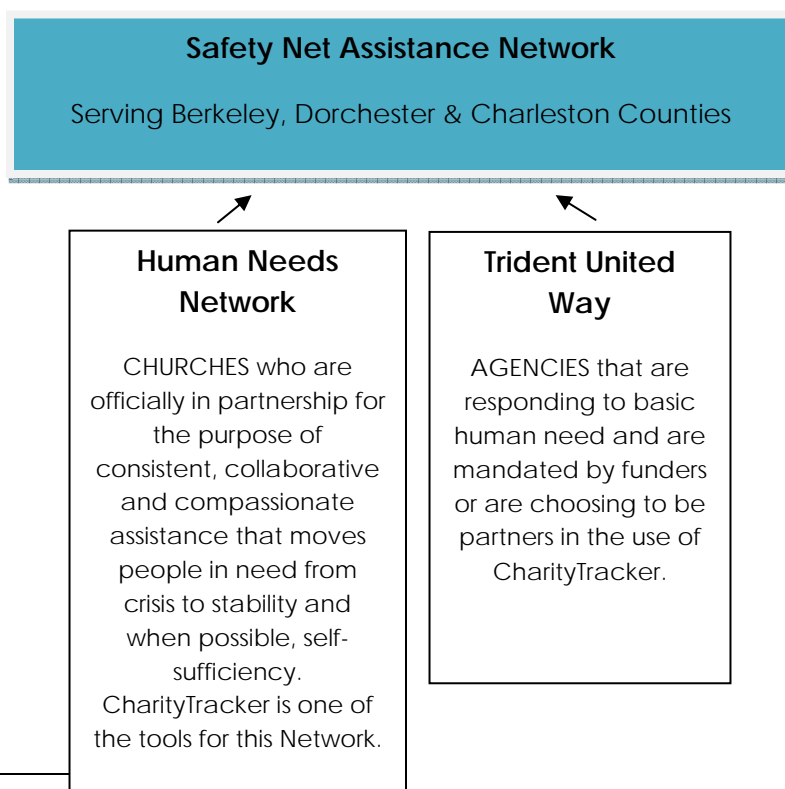 Safety Net Assistance Network
Serving Berkeley, Dorchester & Charleston Counties
Human Needs
Network
CHURCHES who are
officially in partnership for
the purpose of
consistent, collaborative
and compassionate
assistance that moves
people in need from
crisis to stability and
when possible, self-
sufficiency.
CharityTracker is one of
the tools for this Network.
Trident United
Way
AGENCIES that are
responding to basic
human need and are
mandated by funders
or are choosing to be
partners in the use of
CharityTracker.